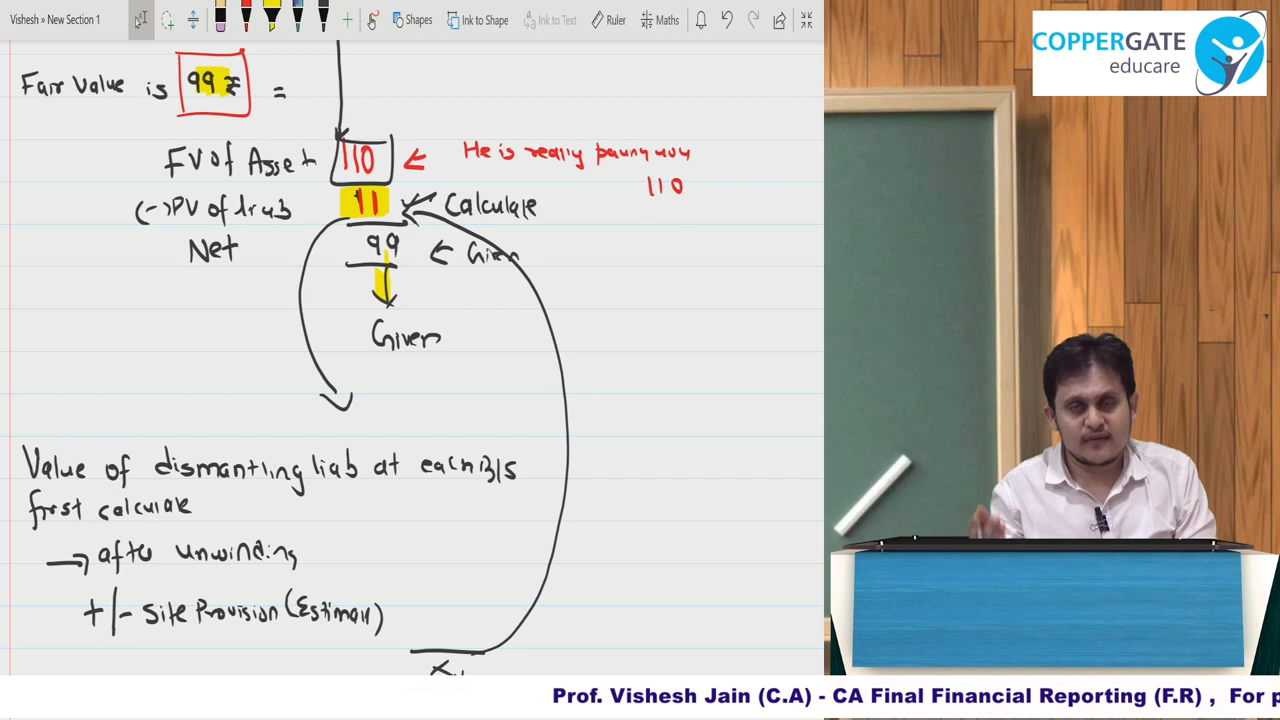 Vishesh » New Section 1
Shapes
Ink to Shape
Ink to Text
Ruler
Maths
COPPERGATE
educare
Fair Value is 99 ₹ =
FV of Asset 110 ← He is really paying you
110
(-) PV of liab 11 ← Calculate
Net 99 ← Given
Given
Value of dismantling liab at each B/S
first calculate
→ after unwinding
+/- Site Provision (Estimate)
Prof. Vishesh Jain (C.A) - CA Final Financial Reporting (F.R) , For p